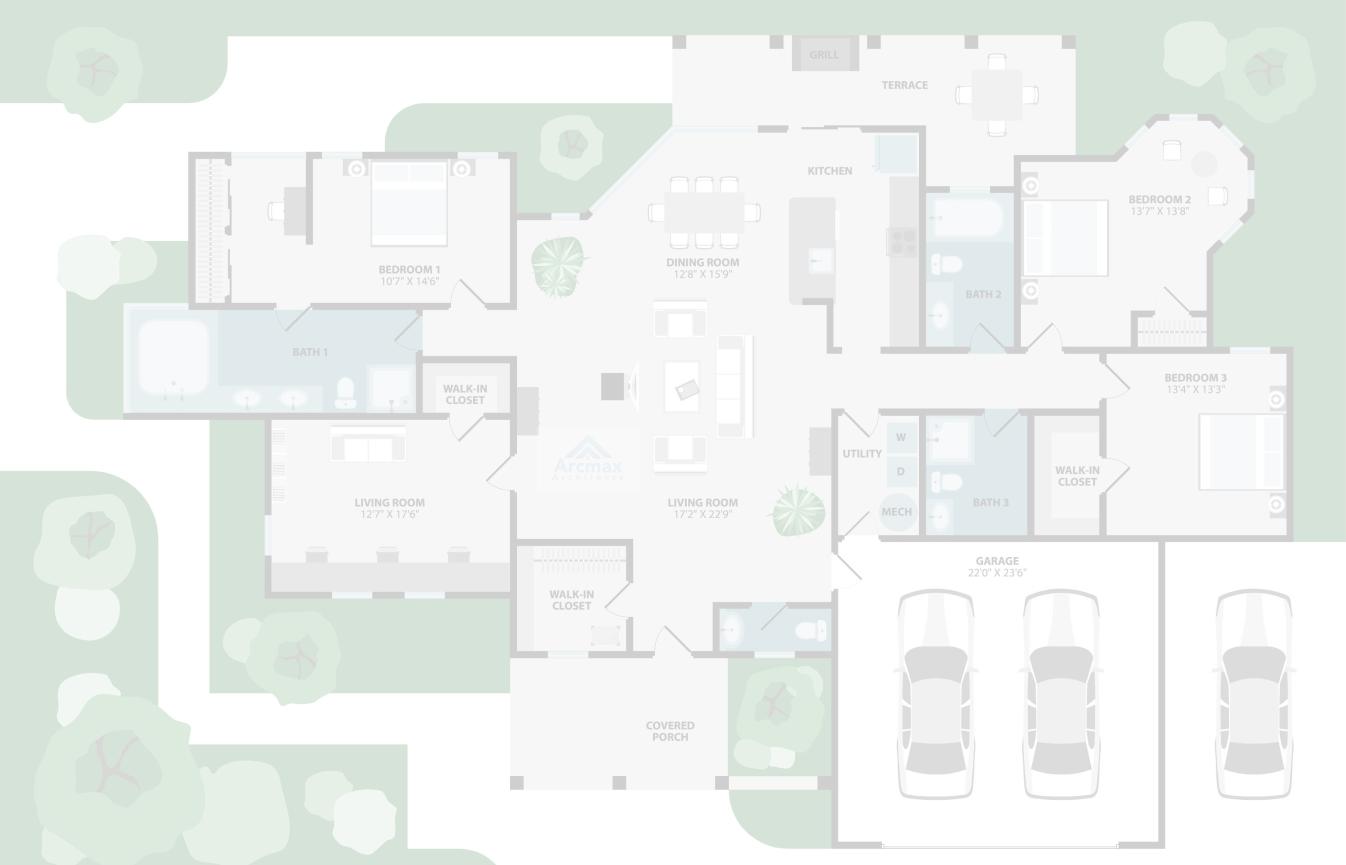 GRILL
TERRACE
KITCHEN
BEDROOM 2
13'7" X 13'8"
DINING ROOM
12'8" X 15'9"
BEDROOM 1
10'7" X 14'6"
BATH 2
BATH 1
WALK-IN
CLOSET
BEDROOM 3
13'4" X 13'3"
W
UTILITY
D
Arcmax
Architects
WALK-IN
CLOSET
LIVING ROOM
12'7" X 17'6"
LIVING ROOM
17'2" X 22'9"
MECH
BATH 3
GARAGE
22'0" X 23'6"
WALK-IN
CLOSET
COVERED
PORCH